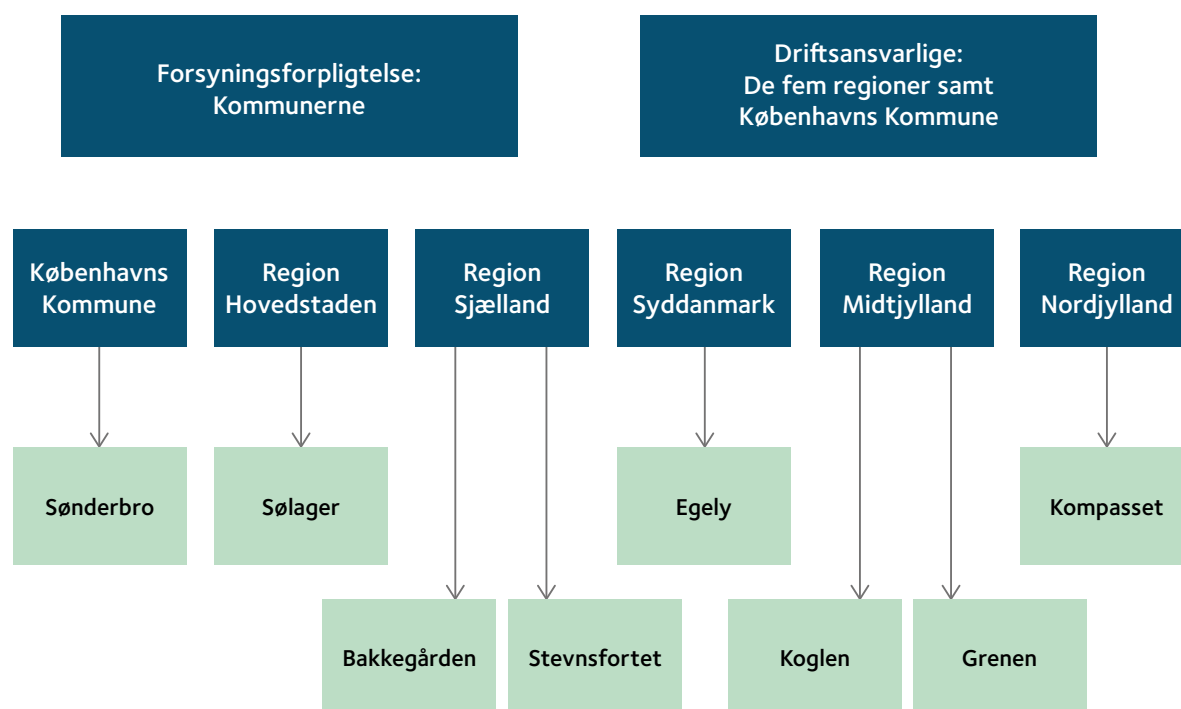 Forsyningsforpligtelse:
Kommunerne
Driftsansvarlige:
De fem regioner samt
Københavns Kommune
Københavns
Kommune
Region
Hovedstaden
Region
Sjælland
Region
Syddanmark
Region
Midtjylland
Region
Nordjylland
Sønderbro
Sølager
Egely
Kompasset
Bakkegården
Stevnsfortet
Koglen
Grenen